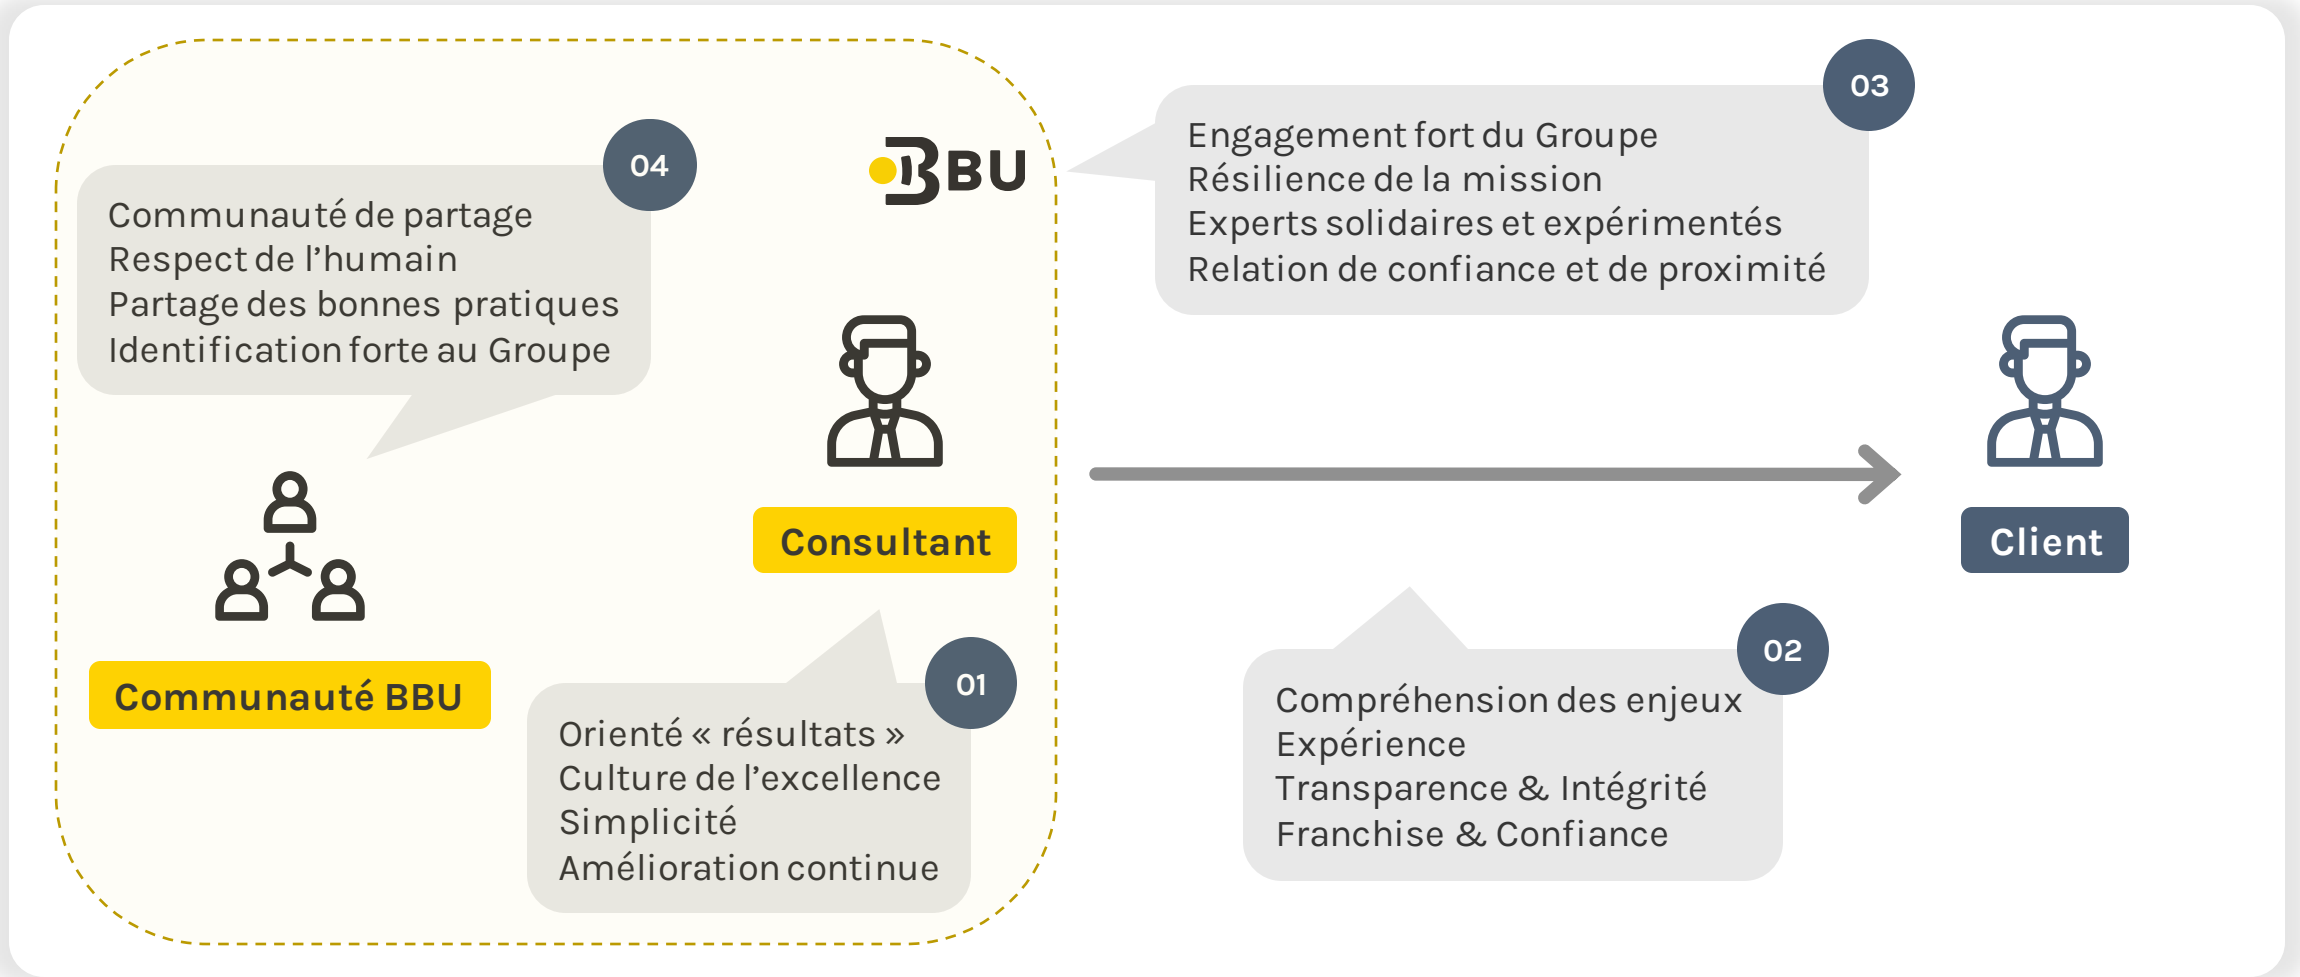 04
Communauté de partage
Respect de l’humain
Partage des bonnes pratiques
Identification forte au Groupe
BBU
Consultant
Communauté BBU
01
Orienté « résultats »
Culture de l’excellence
Simplicité
Amélioration continue
03
Engagement fort du Groupe
Résilience de la mission
Experts solidaires et expérimentés
Relation de confiance et de proximité
Client
02
Compréhension des enjeux
Expérience
Transparence & Intégrité
Franchise & Confiance